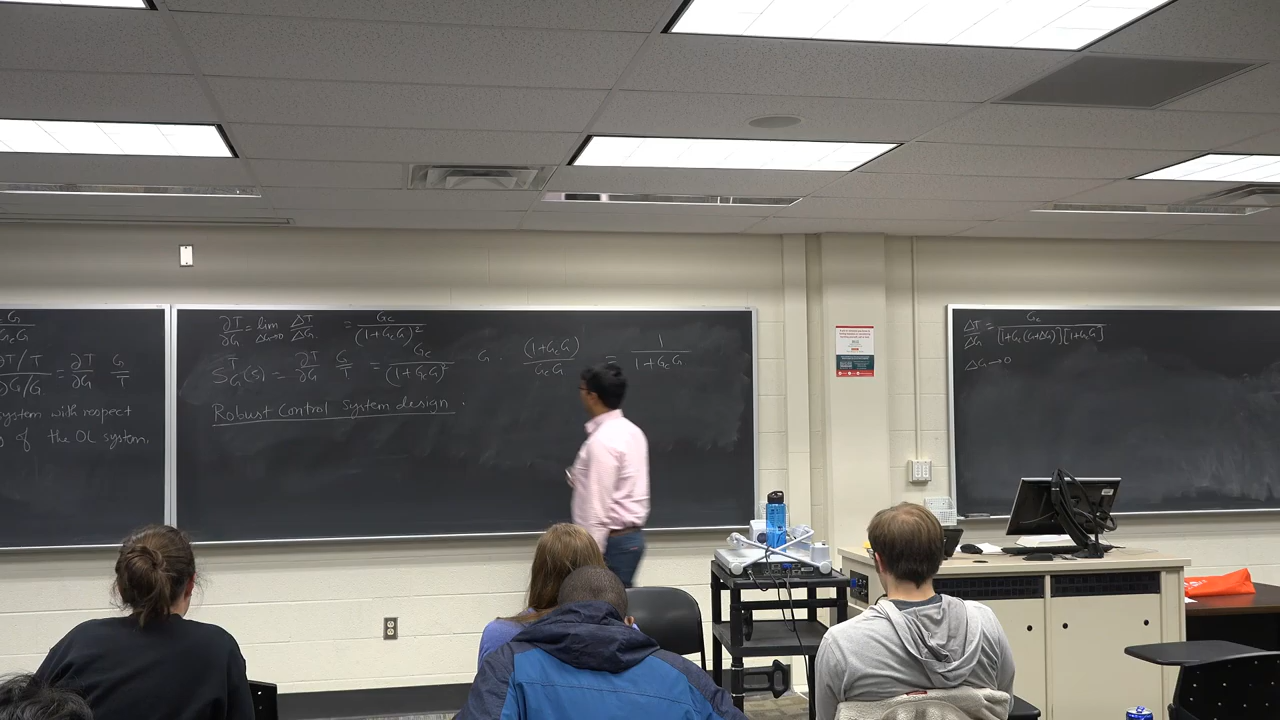 G
GcG
∂T/T / ∂G/G = ∂T/∂G G/T
system with respect
of the OL system.
∂T/∂G = lim ΔG→0 ΔT/ΔG = Gc/(1+GcG)²
S_G^T(s) = ∂T/∂G G/T = Gc/(1+GcG)² G (1+GcG)/GcG = 1/(1+GcG)
Robust Control System design.
ΔT/ΔG = Gc/[1+Gc(G+ΔG)][1+GcG]
ΔG→0